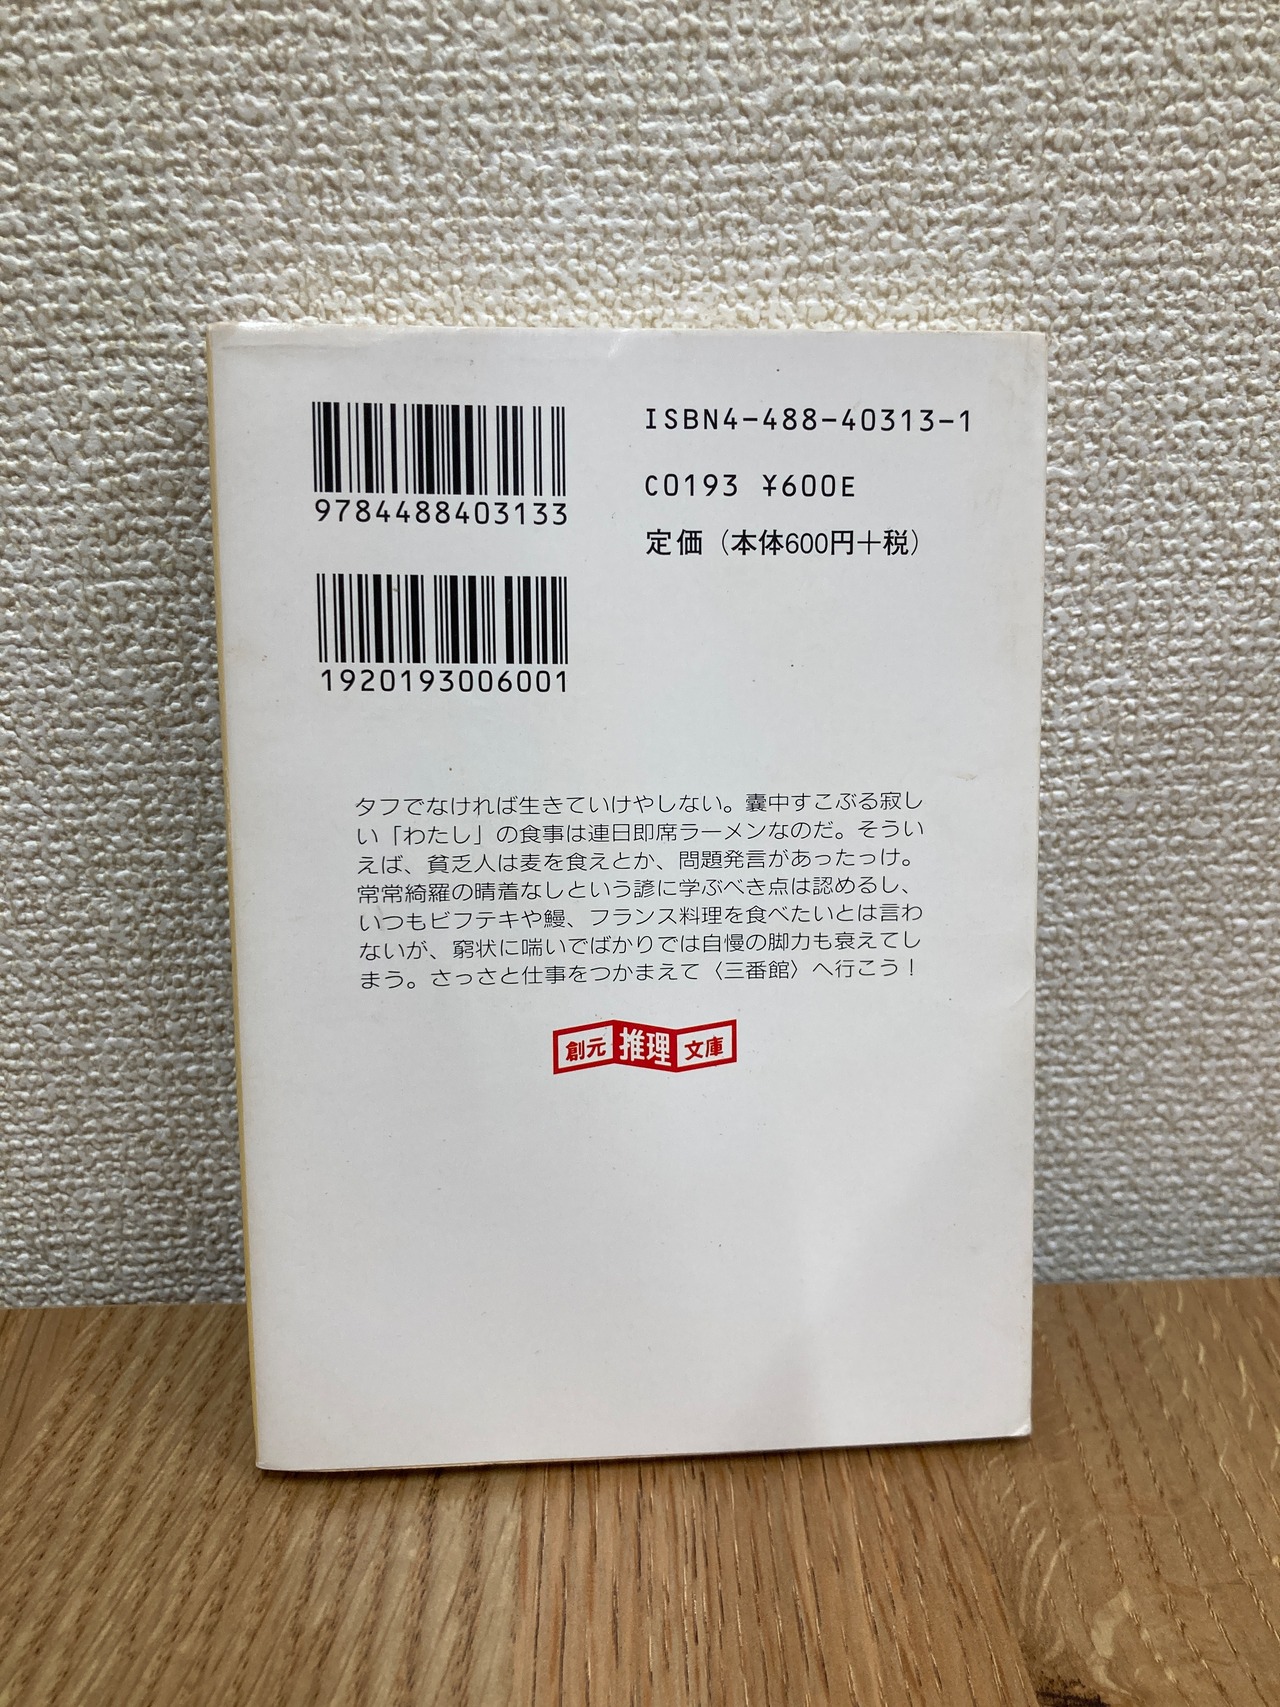 9784488403133
ISBN4-488-40313-1
C0193 ¥600E
定価（本体600円＋税）
1920193006001
タフでなければ生きていけやしない。嚢中すこぶる寂し
い「わたし」の食事は連日即席ラーメンなのだ。そうい
えば、貧乏人は麦を食えとか、問題発言があったっけ。
常常綺羅の晴着なしという諺に学ぶべき点は認めるし、
いつもビフテキや鰻、フランス料理を食べたいとは言わ
ないが、窮状に喘いでばかりでは自慢の脚力も衰えてし
まう。さっさと仕事をつかまえて〈三番館〉へ行こう！
創元推理文庫